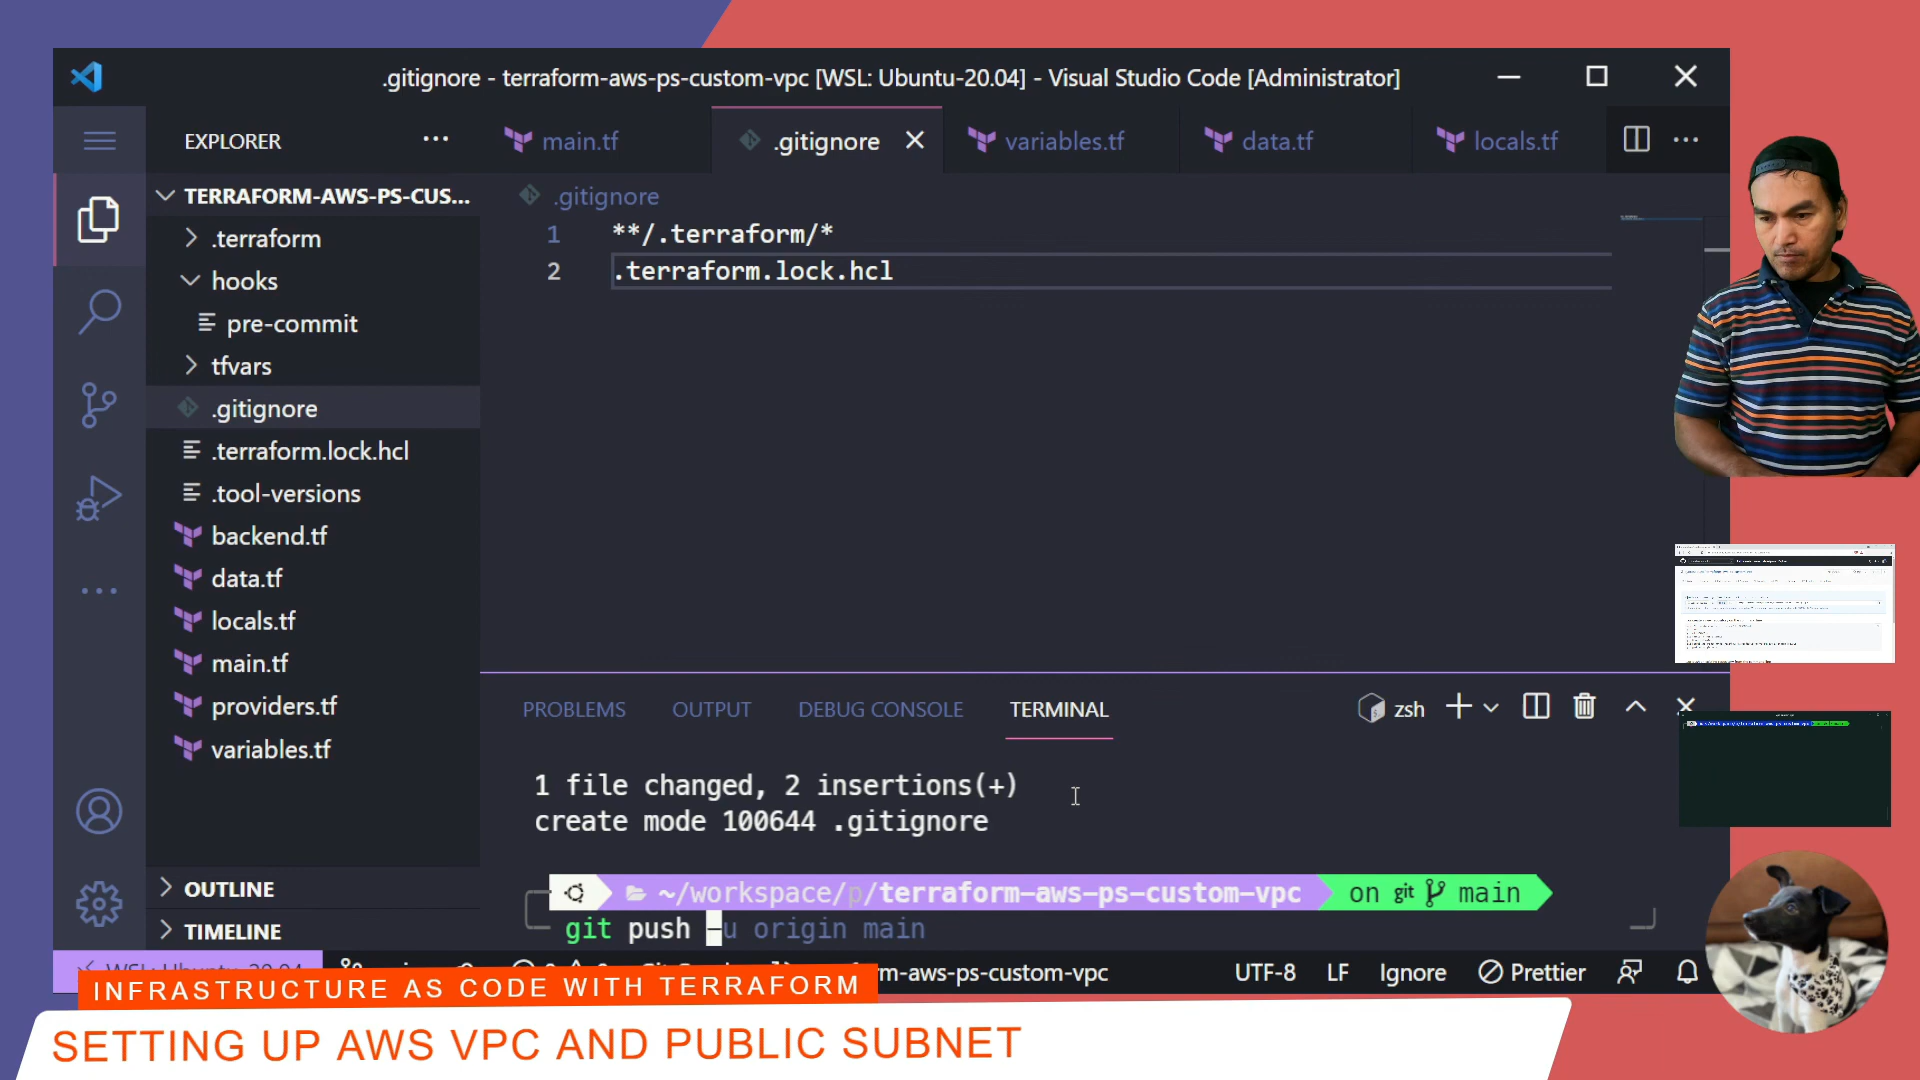 .gitignore - terraform-aws-ps-custom-vpc [WSL: Ubuntu-20.04] - Visual Studio Code [Administrator]
EXPLORER
main.tf
.gitignore
variables.tf
data.tf
locals.tf
TERRAFORM-AWS-PS-CUS...
.terraform
hooks
pre-commit
tfvars
.gitignore
.terraform.lock.hcl
.tool-versions
backend.tf
data.tf
locals.tf
main.tf
providers.tf
variables.tf
OUTLINE
TIMELINE
.gitignore
1 **/.terraform/*
2 .terraform.lock.hcl
PROBLEMS
OUTPUT
DEBUG CONSOLE
TERMINAL
zsh
1 file changed, 2 insertions(+)
create mode 100644 .gitignore
~/workspace/p/terraform-aws-ps-custom-vpc on git main
git push -u origin main
rm-aws-ps-custom-vpc
UTF-8
LF
Ignore
Prettier
INFRASTRUCTURE AS CODE WITH TERRAFORM
SETTING UP AWS VPC AND PUBLIC SUBNET